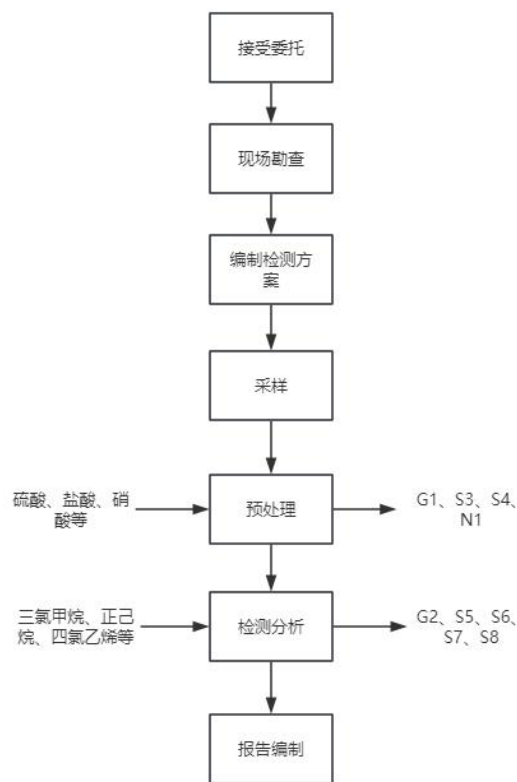 接受委托
现场勘查
编制检测方
案
采样
硫酸、盐酸、硝
酸等
预处理
G1、S3、S4、
N1
三氯甲烷、正己
烷、四氯乙烯等
检测分析
G2、S5、S6、
S7、S8
报告编制